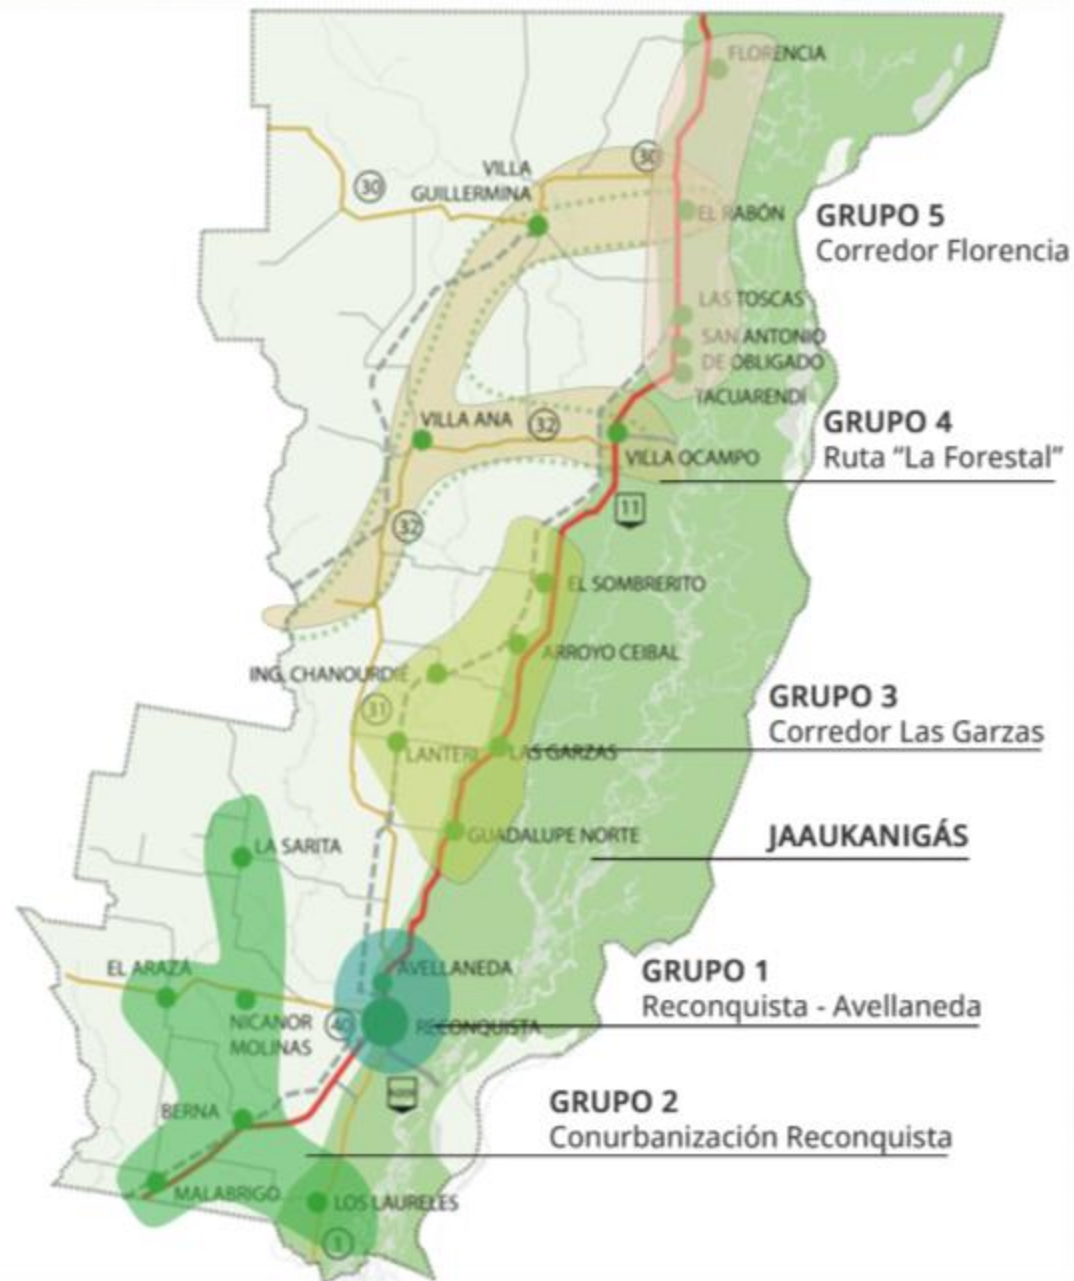 FLORENCIA
30
VILLA
GUILLERMINA
30
EL RABÓN
GRUPO 5
Corredor Florencia
LAS TOSCAS
SAN ANTONIO
DE OBLIGADO
TACUARENDÍ
VILLA ANA
32
GRUPO 4
Ruta “La Forestal”
VILLA OCAMPO
11
32
EL SOMBRERITO
ARROYO CEIBAL
ING. CHANOURDIE
GRUPO 3
Corredor Las Garzas
31
LANTERI
LAS GARZAS
GUADALUPE NORTE
JAAUKANIGÁS
LA SARITA
EL ARAZÁ
AVELLANEDA
GRUPO 1
Reconquista - Avellaneda
NICANOR
MOLINAS
40
RECONQUISTA
BERNA
GRUPO 2
Conurbanización Reconquista
MALABRIGO
LOS LAURELES
1